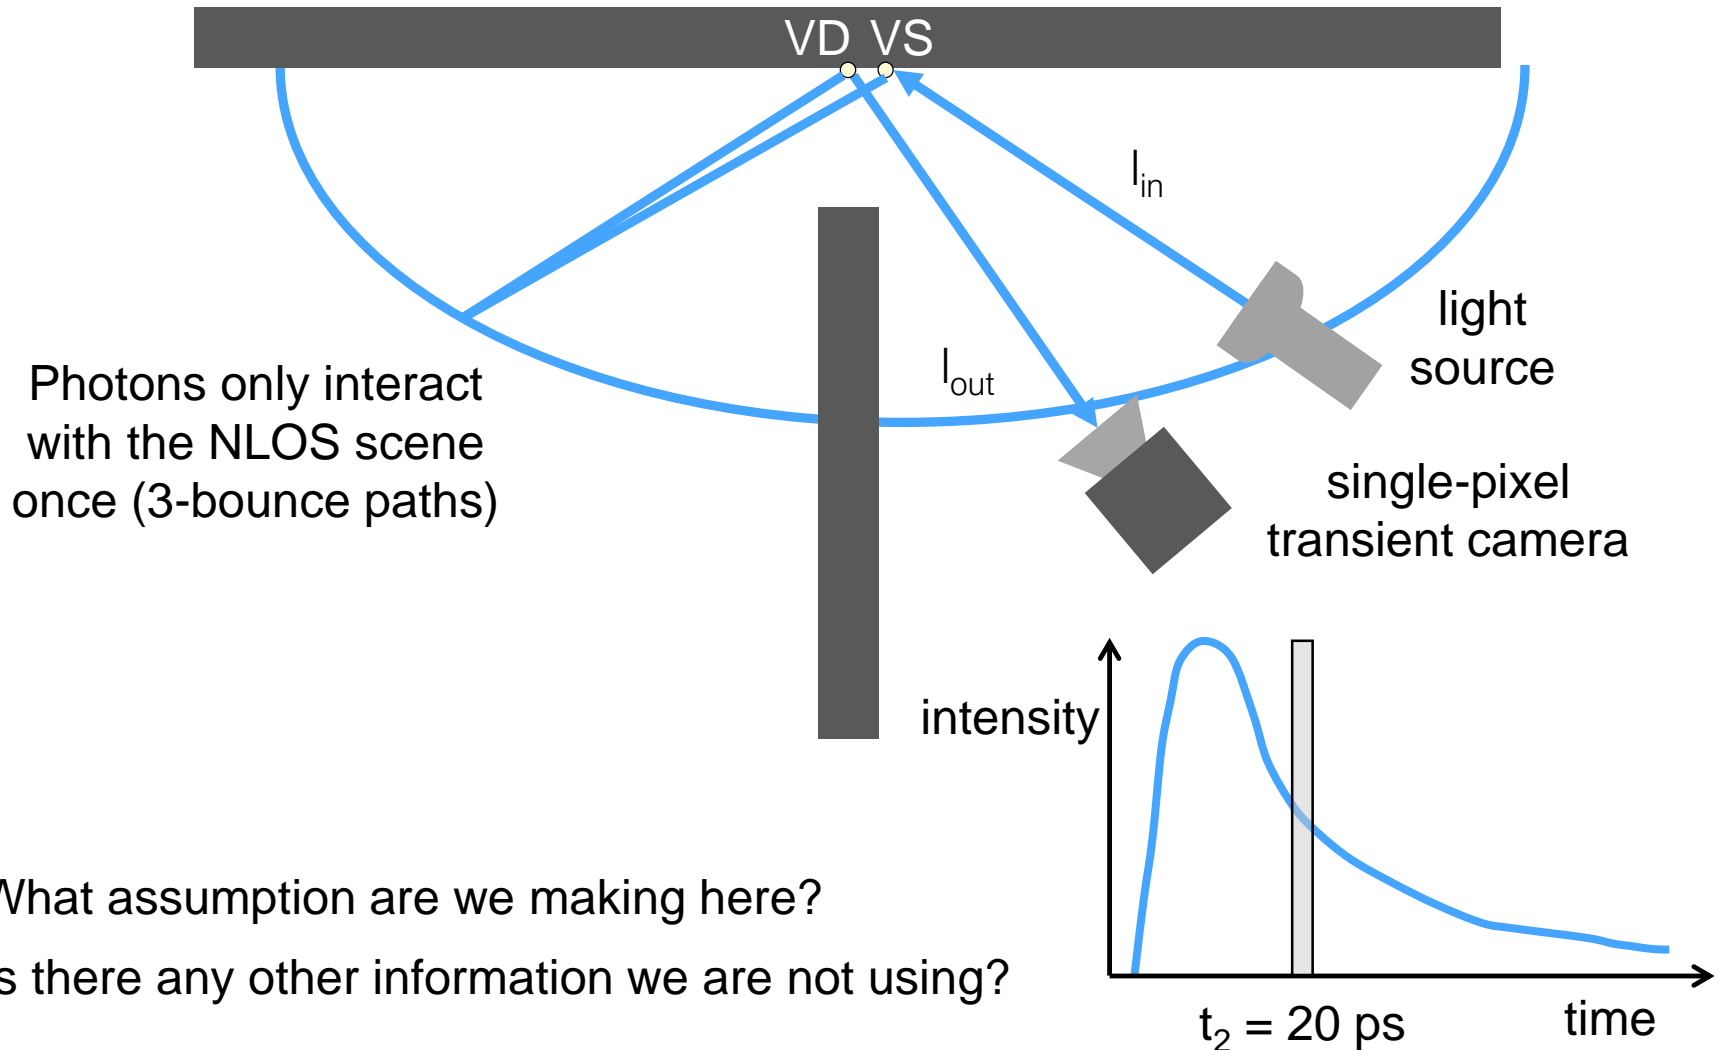 VD VS
l_in
light
source
l_out
Photons only interact
with the NLOS scene
once (3-bounce paths)
single-pixel
transient camera
intensity
What assumption are we making here?
s there any other information we are not using?
t_2 = 20 ps
time